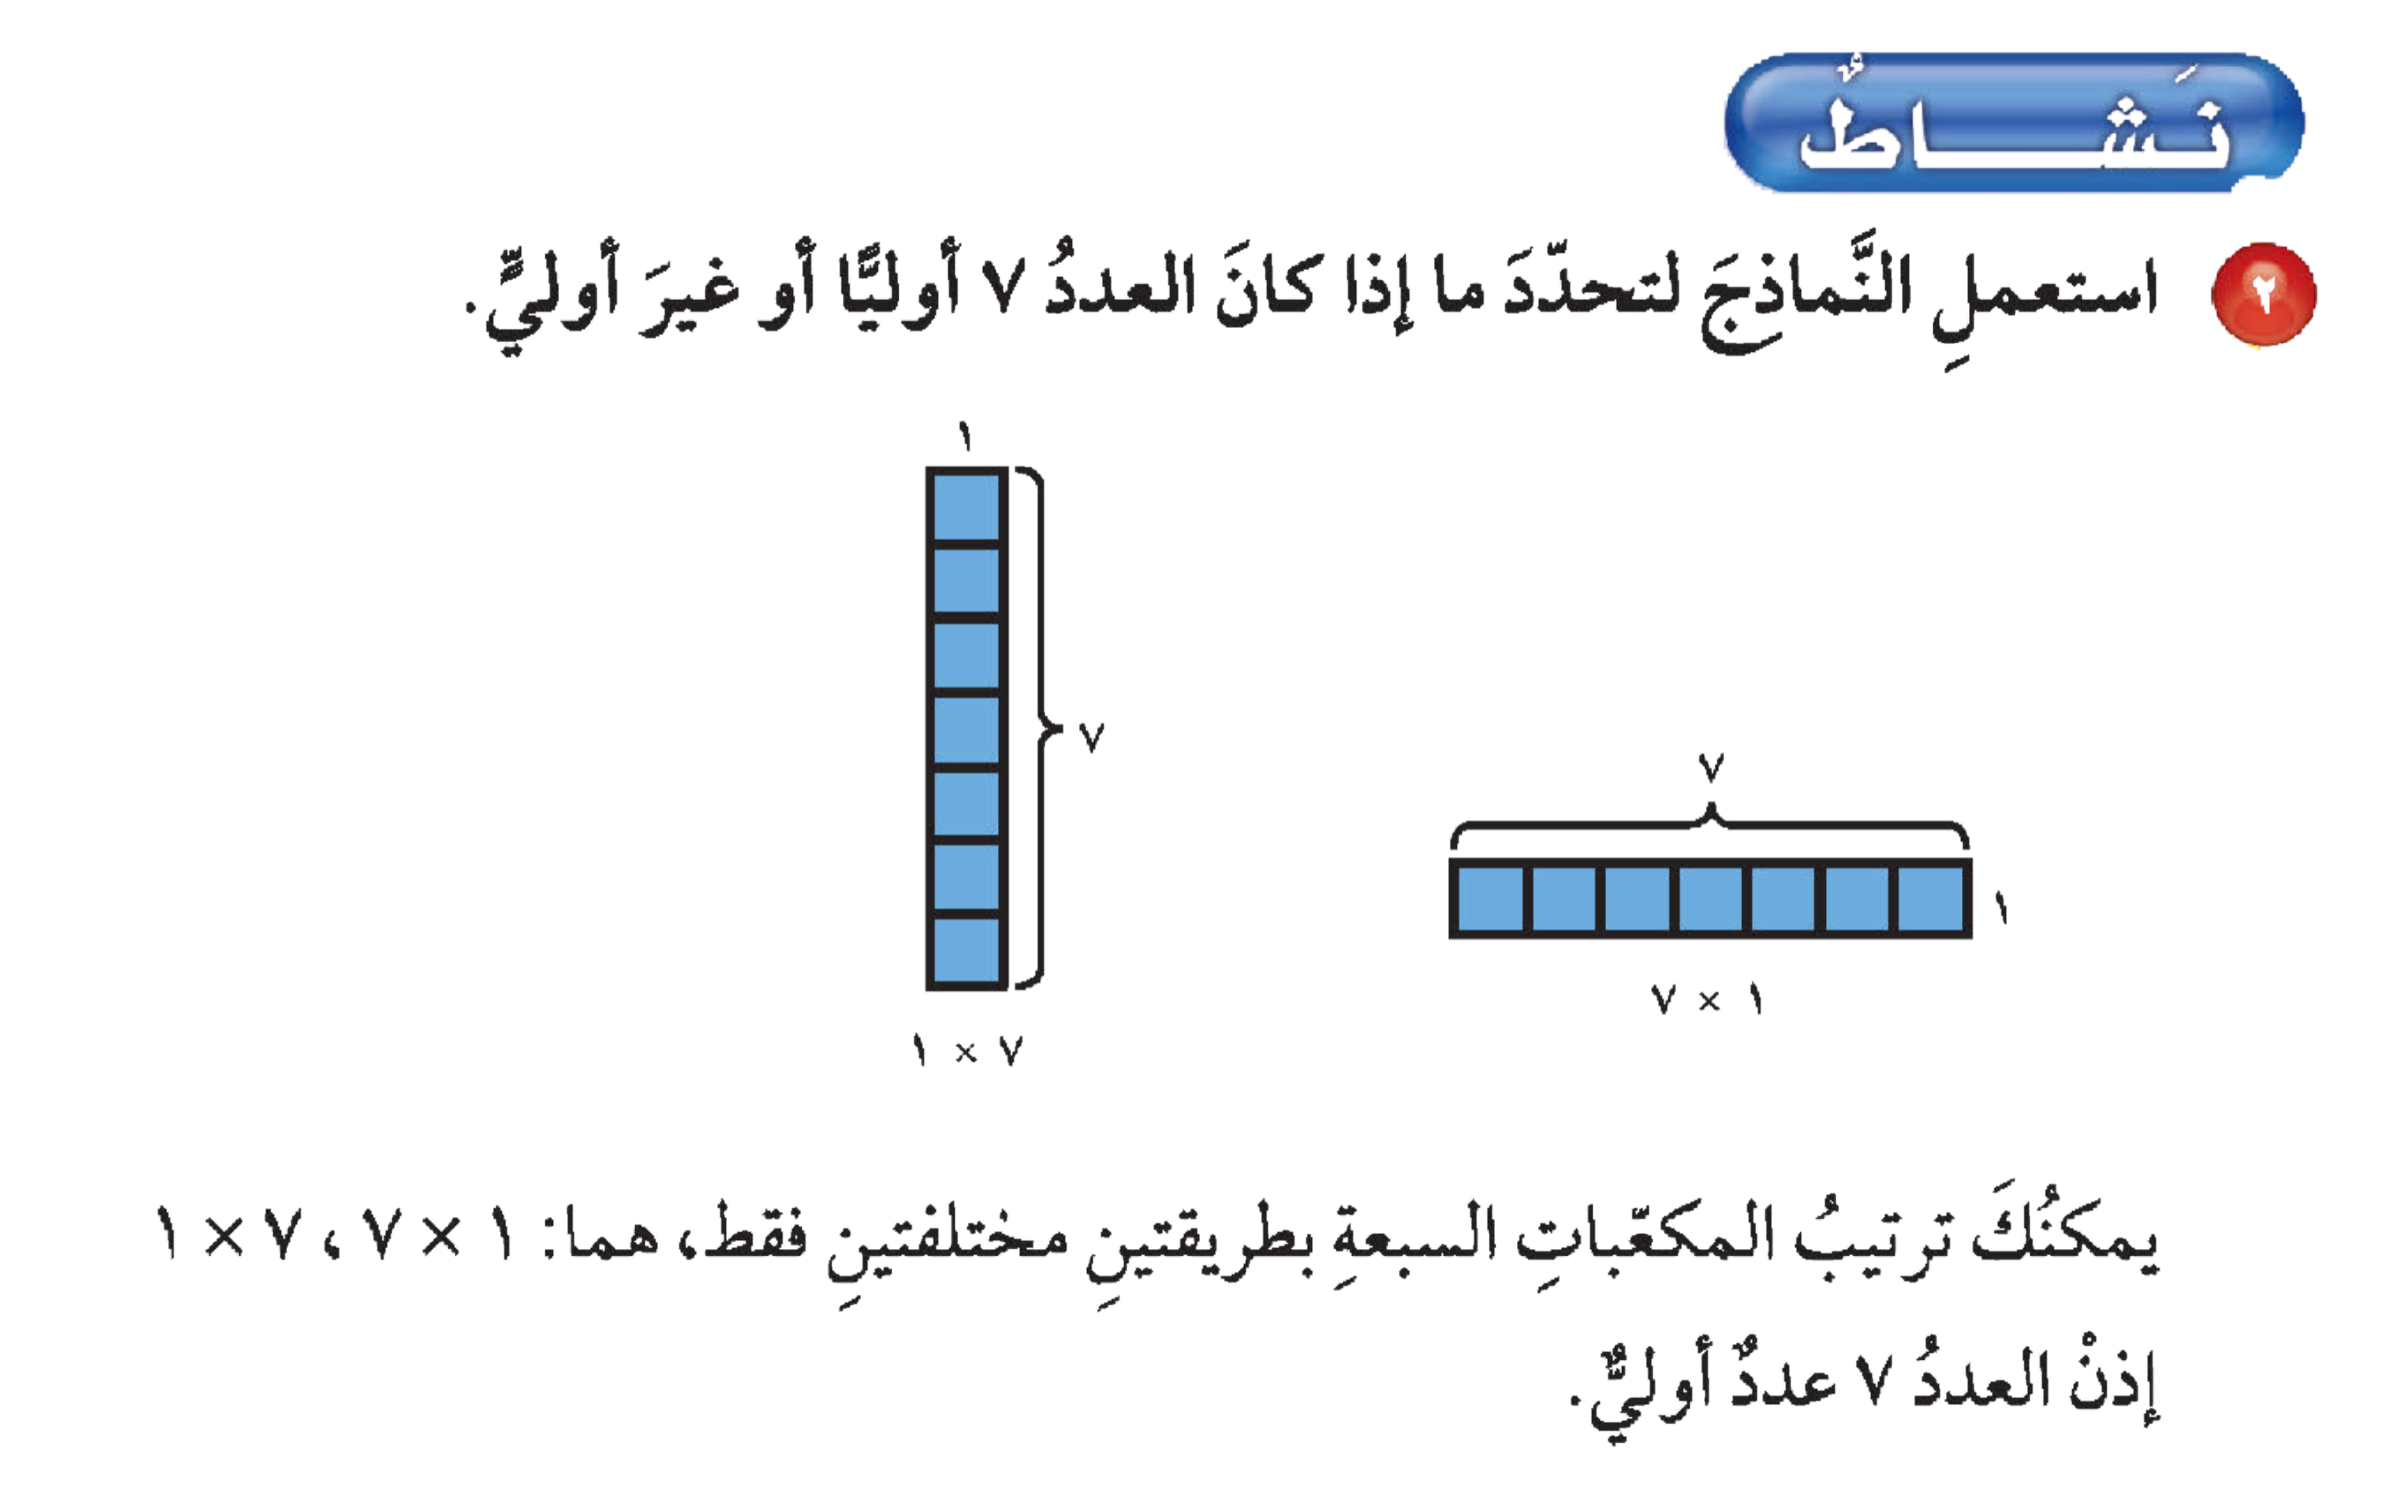 نَشـــــاطٌ
٢ استعملِ النَّماذجَ لتحدّدَ ما إذا كانَ العددُ ٧ أوليًّا أو غيرَ أوليٍّ.
١
٧
٧
١
١ × ٧
٧ × ١
يمكنُكَ ترتيبُ المكعّباتِ السبعةِ بطريقتينِ مختلفتينِ فقط، هما: ١ × ٧، ٧ × ١
إذنْ العددُ ٧ عددٌ أوليٌّ.